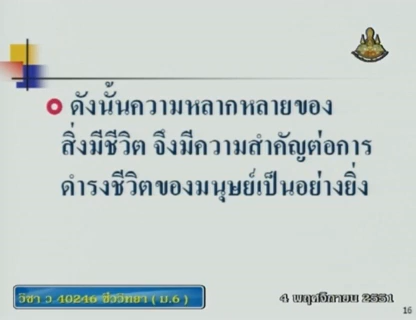 ดังนั้นความหลากหลายของ
สิ่งมีชีวิต จึงมีความสำคัญต่อการ
ดำรงชีวิตของมนุษย์เป็นอย่างยิ่ง
วิชา ว 40246 ชีววิทยา ( ม.6 )
4 พฤศจิกายน 2551
16